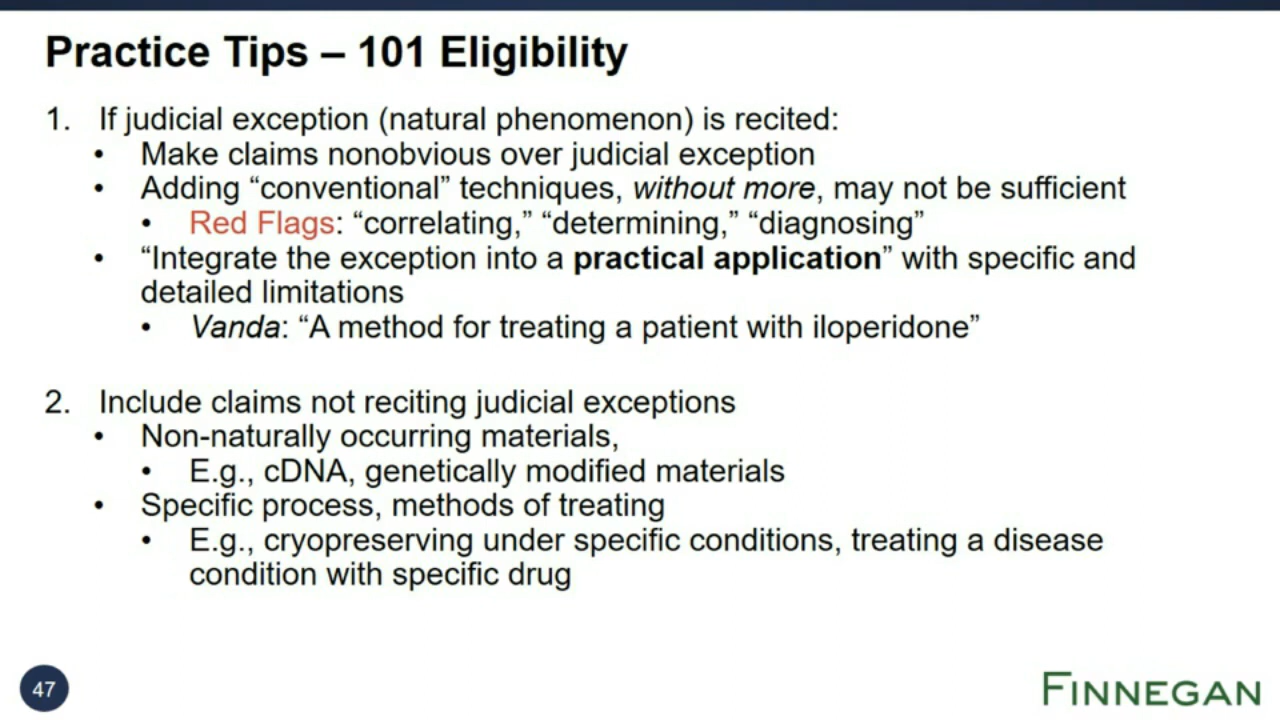 Practice Tips – 101 Eligibility
1. If judicial exception (natural phenomenon) is recited:
• Make claims nonobvious over judicial exception
• Adding “conventional” techniques, without more, may not be sufficient
• Red Flags: “correlating,” “determining,” “diagnosing”
• “Integrate the exception into a practical application” with specific and
detailed limitations
• Vanda: “A method for treating a patient with iloperidone”
2. Include claims not reciting judicial exceptions
• Non-naturally occurring materials,
• E.g., cDNA, genetically modified materials
• Specific process, methods of treating
• E.g., cryopreserving under specific conditions, treating a disease
condition with specific drug
47
FINNEGAN